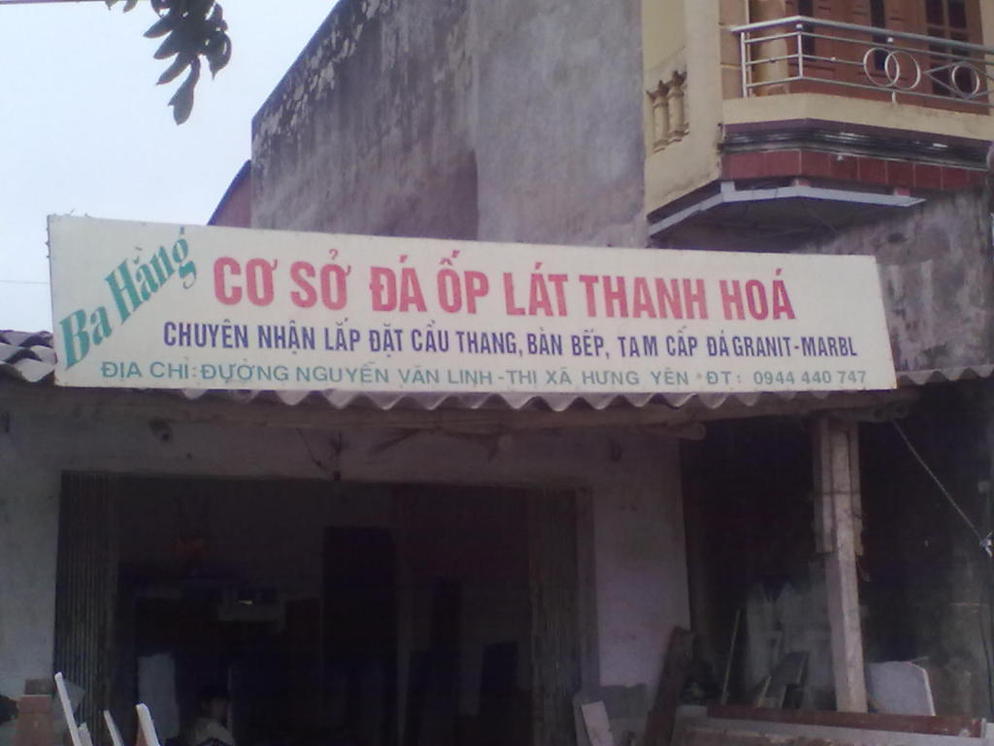 Ba Hằng
CƠ SỞ ĐÁ ỐP LÁT THANH HOÁ
CHUYÊN NHẬN LẮP ĐẶT CẦU THANG, BÀN BẾP, TAM CẤP ĐÁ GRANIT-MARBL
ĐỊA CHỈ: ĐƯỜNG NGUYỄN VĂN LINH - THỊ XÃ HƯNG YÊN *ĐT: 0944 440 747